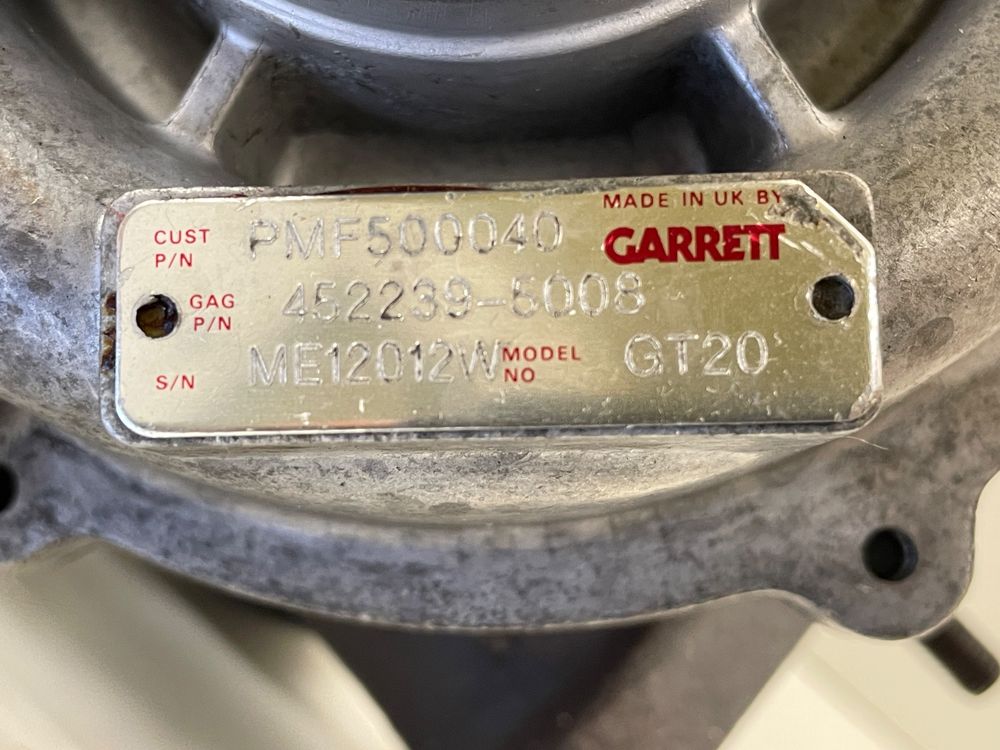 MADE IN UK BY
CUST P/N PMF500040 GARRETT
GAG P/N 452239-5008
S/N ME12012W MODEL NO GT20